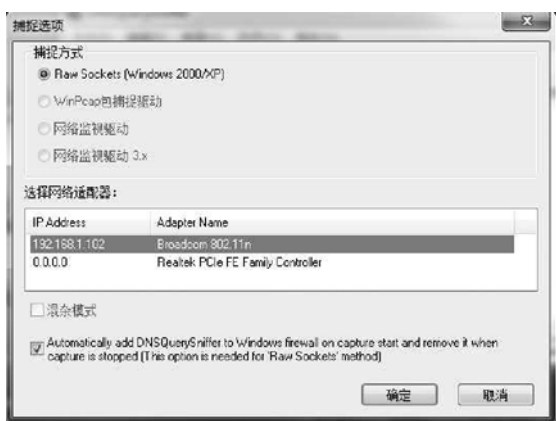 捕捉选项
捕捉方式
Raw Sockets (Windows 2000/XP)
WinPcap包捕捉驱动
网络监视驱动
网络监视驱动 3.x
选择网络适配器：
IP Address Adapter Name
192.168.1.102 Broadcom 802.11n
0.0.0.0 Realtek PCIe FE Family Controller
混杂模式
Automatically add DNSQuerySniffer to Windows firewall on capture start and remove it when
capture is stopped (This option is needed for 'Raw Sockets' method)
确定 取消